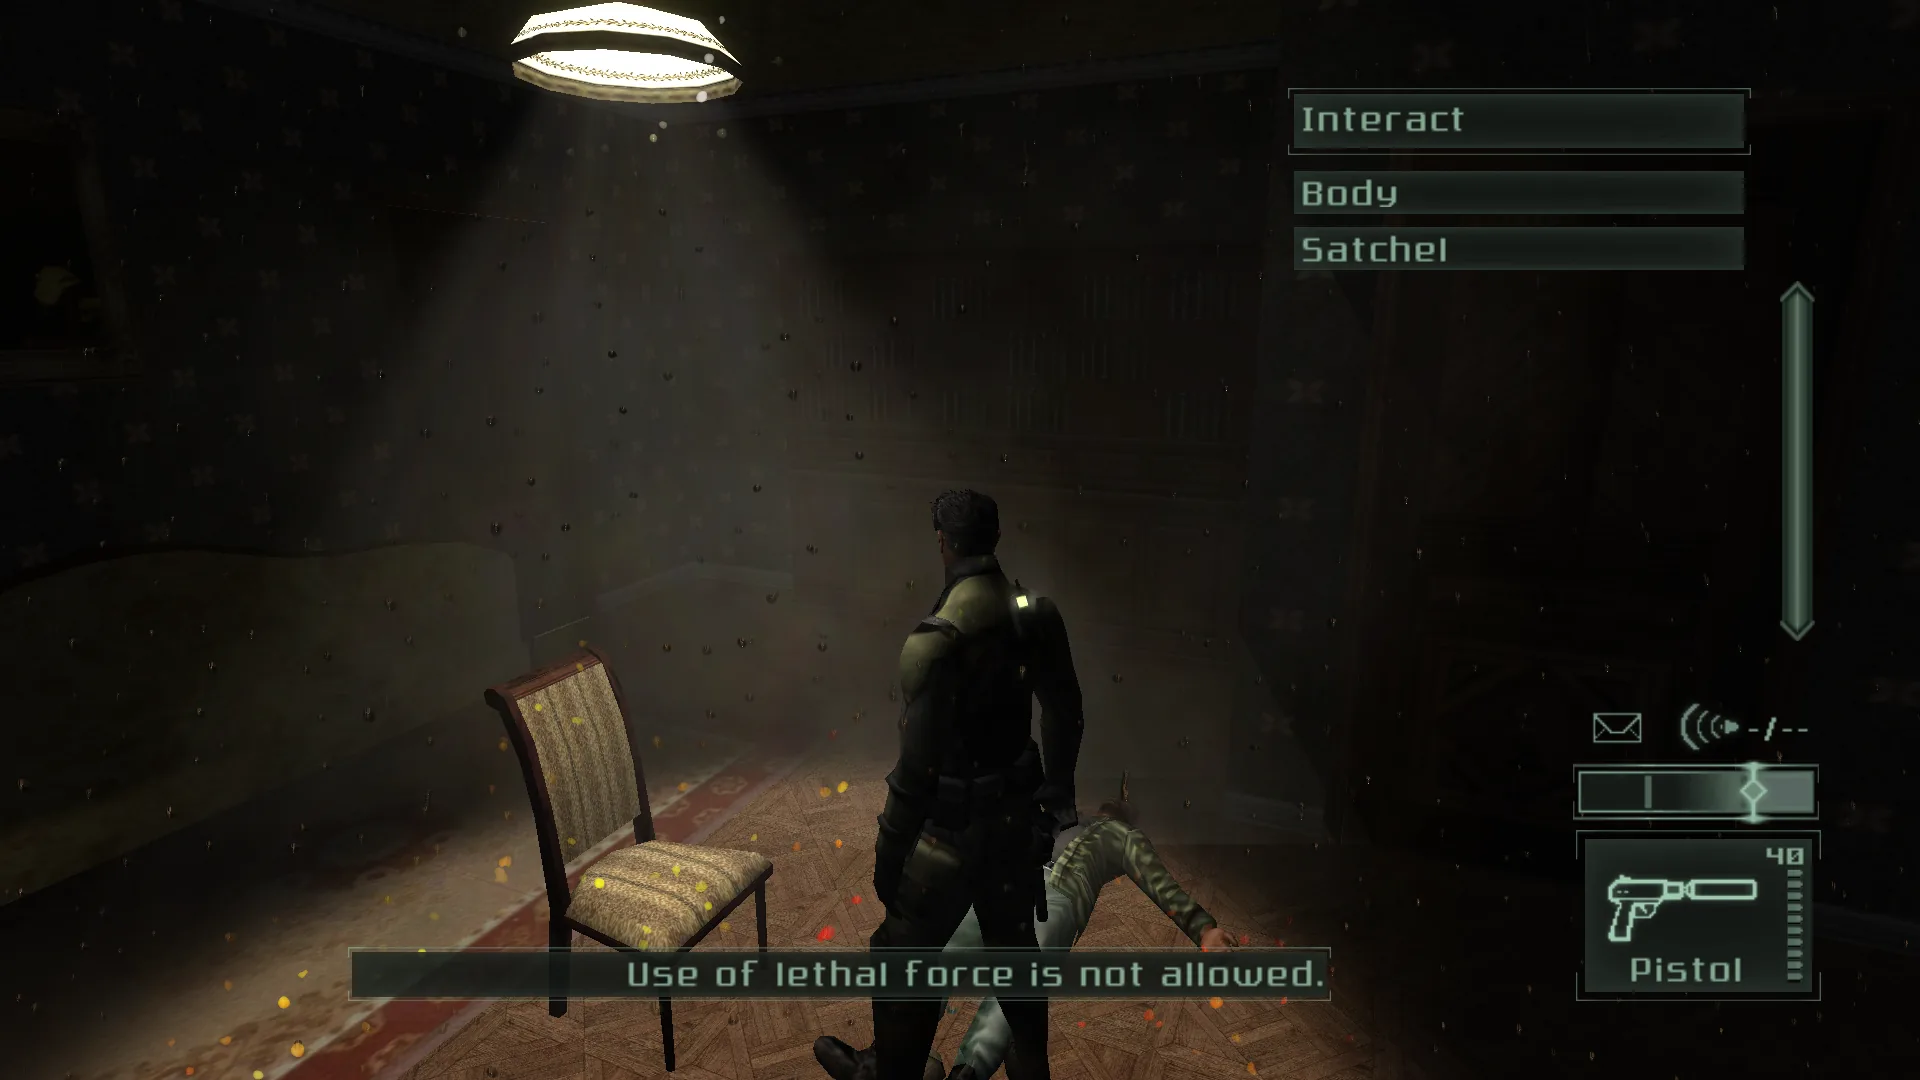 Interact
Body
Satchel
-/--
40
Pistol
Use of lethal force is not allowed.